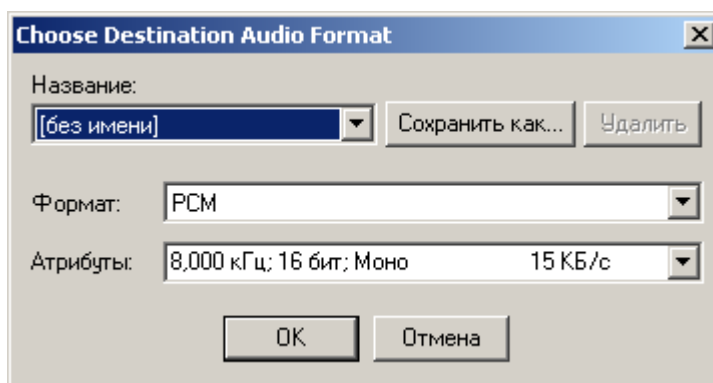 Choose Destination Audio Format
Название:
[без имени]
Сохранить как...
Удалить
Формат:
PCM
Атрибуты:
8,000 кГц; 16 бит; Моно 15 КБ/с
OK
Отмена